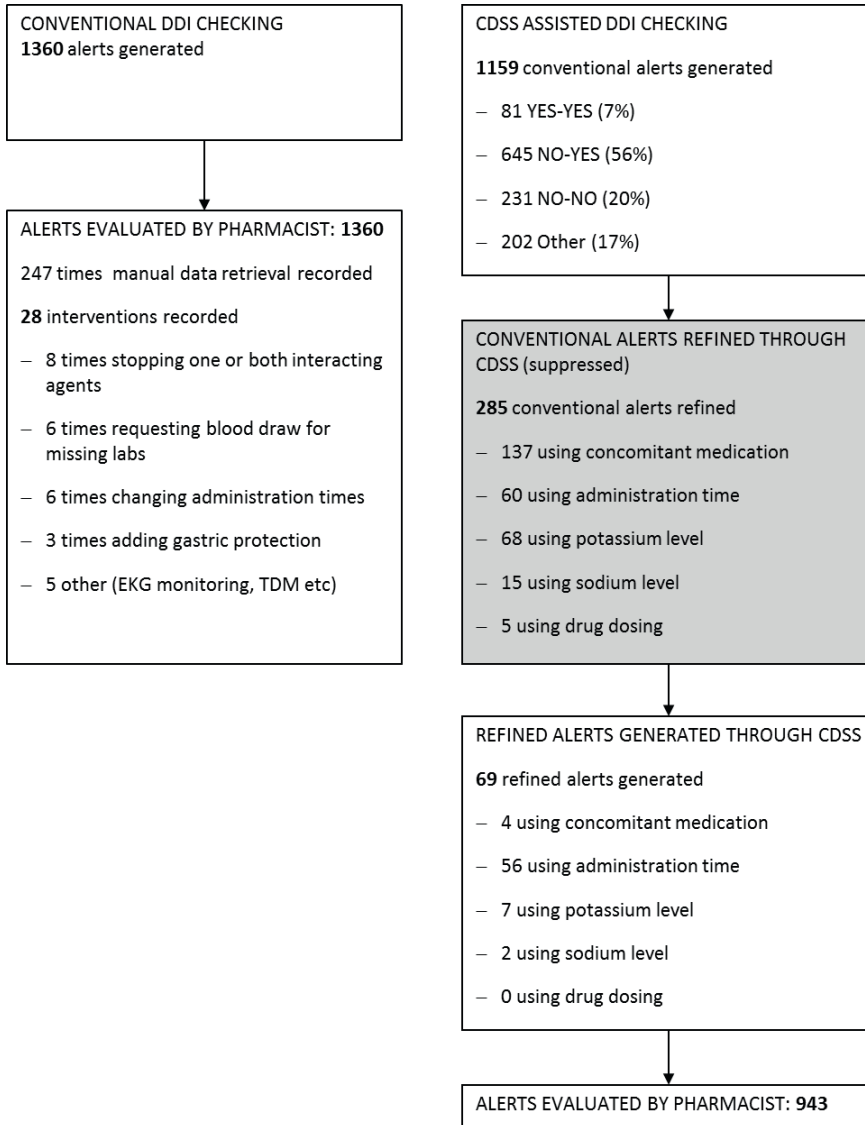 CONVENTIONAL DDI CHECKING
1360 alerts generated
ALERTS EVALUATED BY PHARMACIST: 1360
247 times manual data retrieval recorded
28 interventions recorded
– 8 times stopping one or both interacting
agents
– 6 times requesting blood draw for
missing labs
– 6 times changing administration times
– 3 times adding gastric protection
– 5 other (EKG monitoring, TDM etc)
CDSS ASSISTED DDI CHECKING
1159 conventional alerts generated
– 81 YES-YES (7%)
– 645 NO-YES (56%)
– 231 NO-NO (20%)
– 202 Other (17%)
CONVENTIONAL ALERTS REFINED THROUGH
CDSS (suppressed)
285 conventional alerts refined
– 137 using concomitant medication
– 60 using administration time
– 68 using potassium level
– 15 using sodium level
– 5 using drug dosing
REFINED ALERTS GENERATED THROUGH CDSS
69 refined alerts generated
– 4 using concomitant medication
– 56 using administration time
– 7 using potassium level
– 2 using sodium level
– 0 using drug dosing
ALERTS EVALUATED BY PHARMACIST: 943